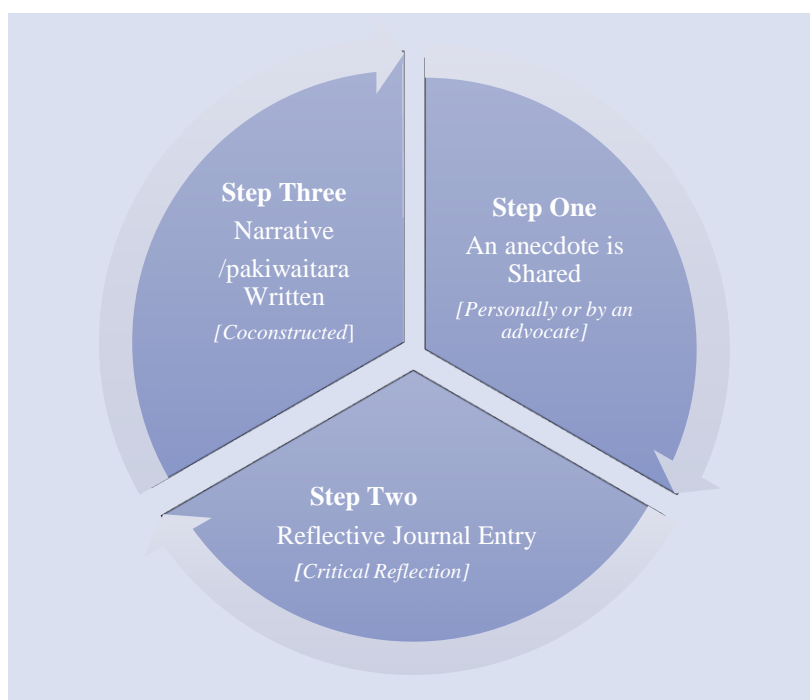 Step One
An anecdote is
Shared
[Personally or by an
advocate]
Step Two
Reflective Journal Entry
[Critical Reflection]
Step Three
Narrative
/pakiwaitara
Written
[Coconstructed]